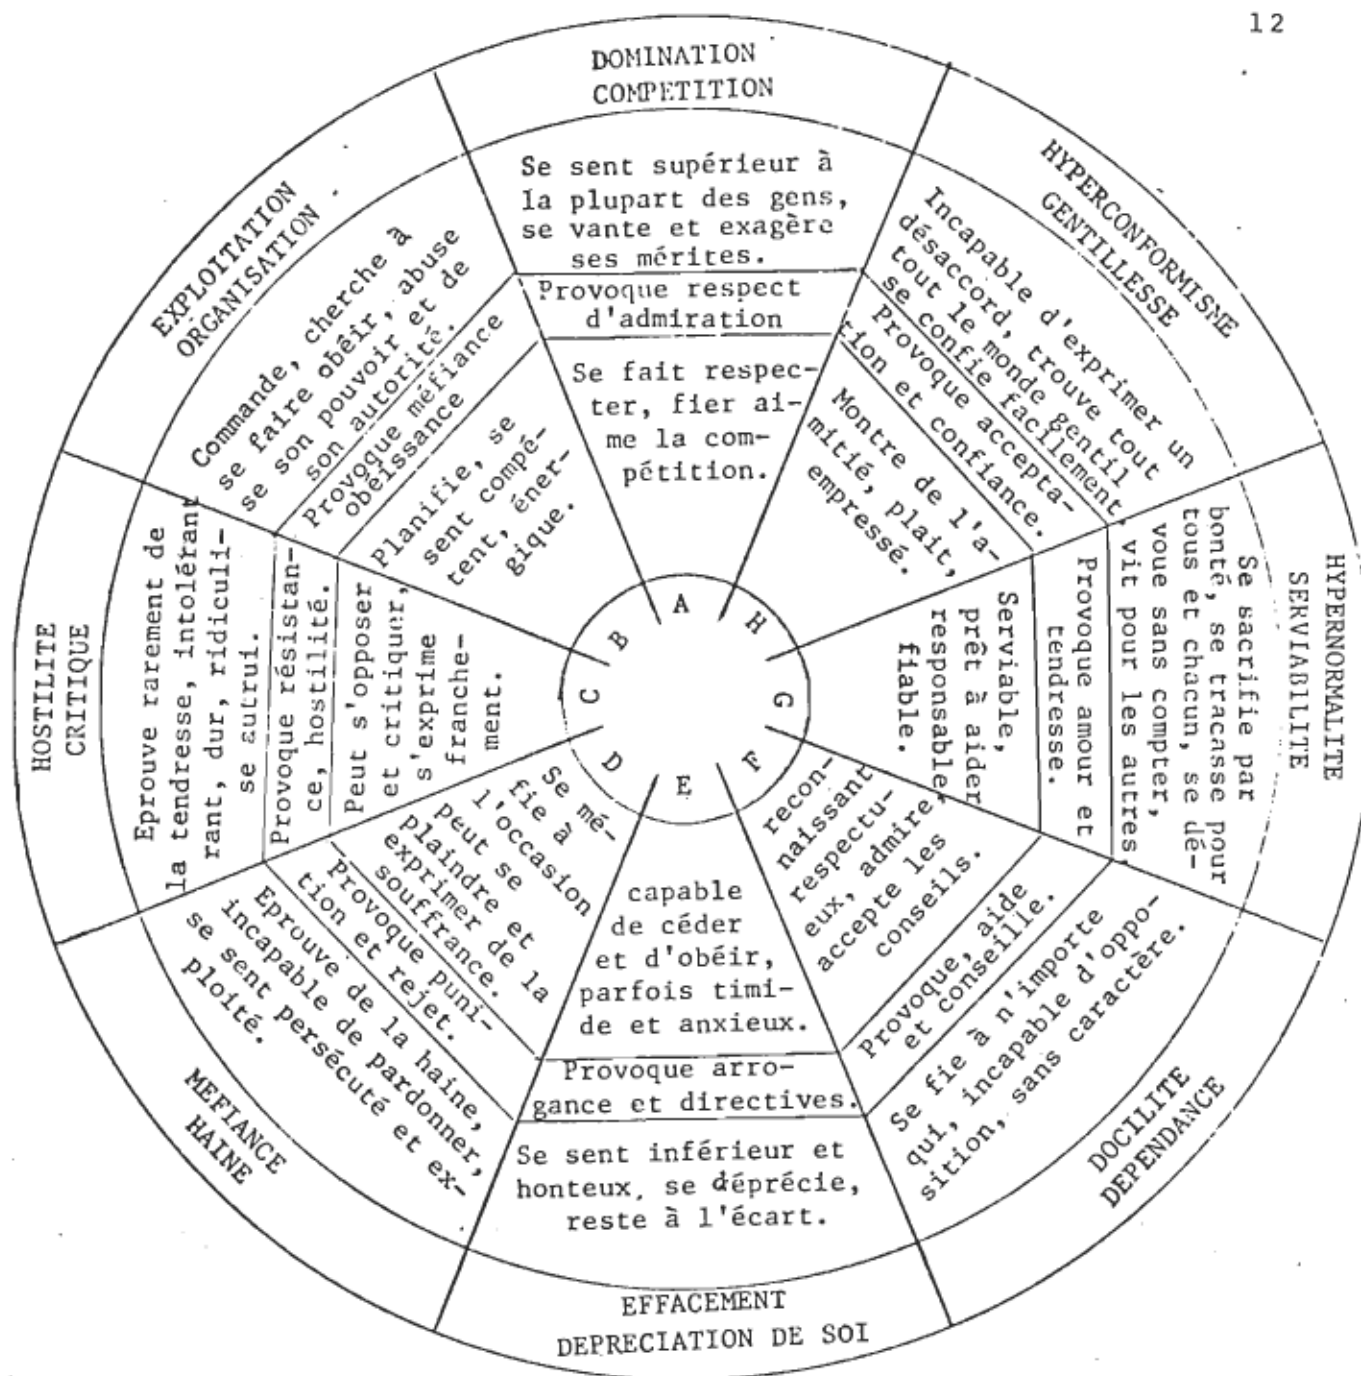 12
DOMINATION
COMPETITION
Se sent supérieur à
la plupart des gens,
se vante et exagère
ses mérites.
Provoque respect
d'admiration
Se fait respec-
ter, fier ai-
me la com-
pétition.
A
HYPERCONFORMISME
GENTILLESSE
Incapable d'exprimer un
désaccord, trouve tout
tout le monde gentil
se confie facilement.
Provoque accepta-
tion et confiance.
Montre de l'a-
mitié, plait,
empressé.
H
HYPERNORMALITE
SERVIABILITE
Se sacrifie par
bonté, se tracasse pour
tous et chacun, se dé-
voue sans compter,
vit pour les autres.
Provoque amour et
tendresse.
Serviable,
prêt à aider
responsable,
fiable.
G
DOCILITE
DEPENDANCE
recon-
naissant
respectu-
eux, admire,
accepte les
conseils.
Provoque, aide
et conseille.
Se fie à n'importe
qui, incapable d'oppo-
sition, sans caractère.
F
EFFACEMENT
DEPRECIATION DE SOI
capable
de céder
et d'obéir,
parfois timi-
de et anxieux.
Provoque arro-
gance et directives.
Se sent inférieur et
honteux, se déprécie,
reste à l'écart.
E
MEFIANCE
HAINE
Se mé-
fie à
l'occasion
peut se
plaindre et
exprimer de la
souffrance.
Provoque puni-
tion et rejet.
Eprouve de la haine,
incapable de pardonner,
se sent persécuté et ex-
ploité.
D
HOSTILITE
CRITIQUE
Eprouve rarement de
la tendresse, intolérant
rant, dur, ridiculi-
se autrui.
Provoque résistan-
ce, hostilité.
Peut s'opposer
et critiquer,
s'exprime
franche-
ment.
C
EXPLOITATION
ORGANISATION
Commande, cherche à
se faire obéir, abuse
se son pouvoir et de
son autorité.
Provoque méfiance
obéissance
Planifie, se
sent compé-
tent, éner-
gique.
B